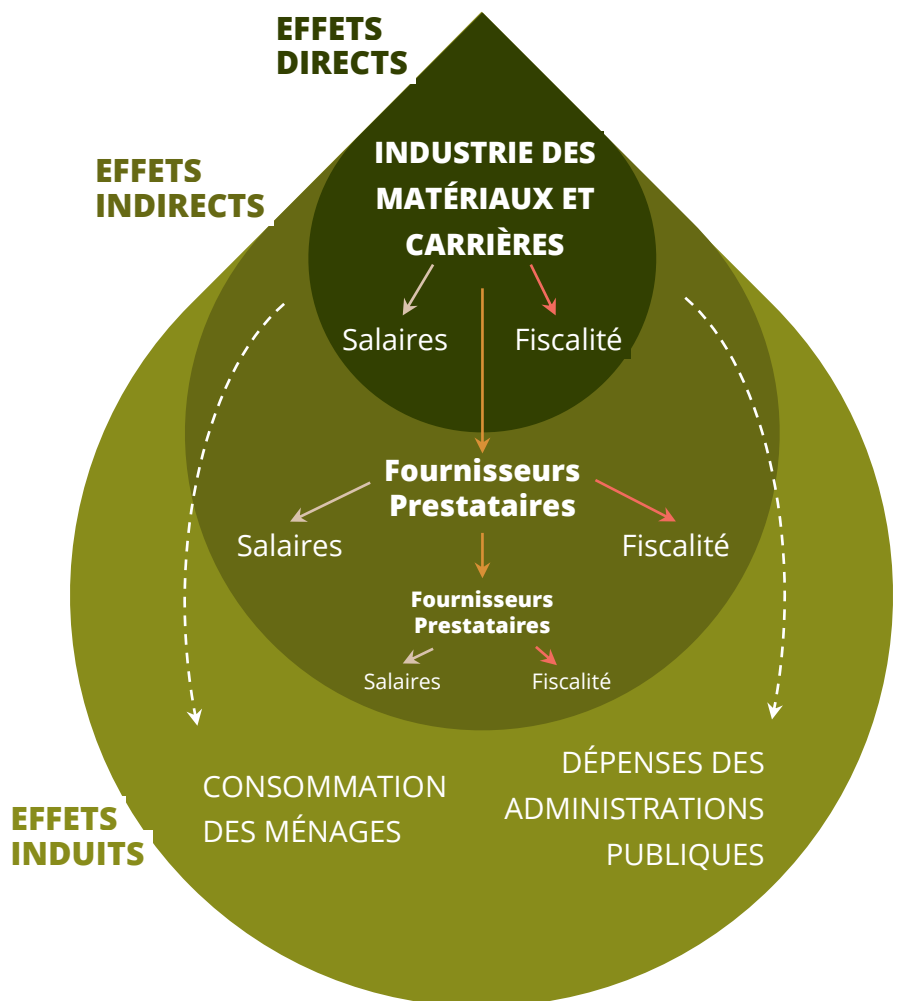 EFFETS
DIRECTS
INDUSTRIE DES
MATÉRIAUX ET
CARRIÈRES
EFFETS
INDIRECTS
Salaires
Fiscalité
Fournisseurs
Prestataires
Salaires
Fiscalité
Fournisseurs
Prestataires
Salaires
Fiscalité
CONSOMMATION
DES MÉNAGES
DÉPENSES DES
ADMINISTRATIONS
PUBLIQUES
EFFETS
INDUITS